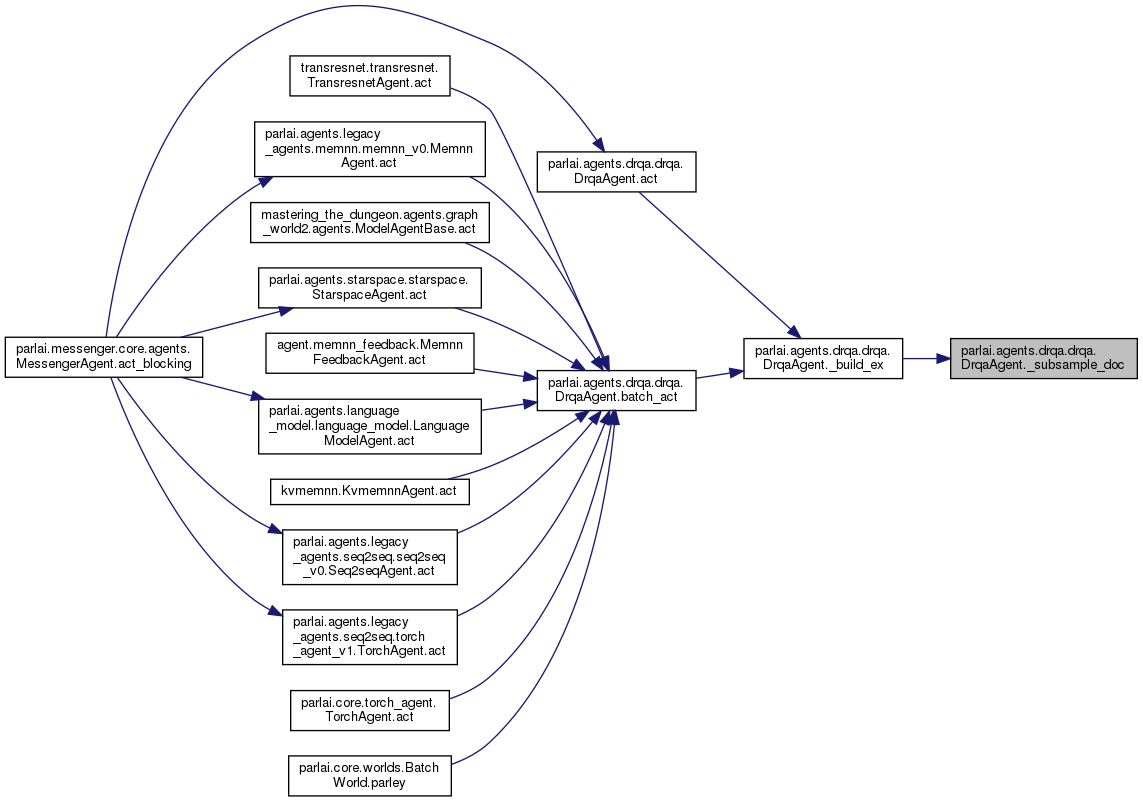 transresnet.transresnet.
TransresnetAgent.act
parlai.agents.legacy
_agents.memnn.memnn_v0.Memnn
Agent.act
parlai.agents.drqa.drqa.
DrqaAgent.act
mastering_the_dungeon.agents.graph
_world2.agents.ModelAgentBase.act
parlai.agents.starspace.starspace.
StarspaceAgent.act
parlai.messenger.core.agents.
MessengerAgent.act_blocking
agent.memnn_feedback.Memnn
FeedbackAgent.act
parlai.agents.drqa.drqa.
DrqaAgent._build_ex
parlai.agents.drqa.drqa.
DrqaAgent._subsample_doc
parlai.agents.drqa.drqa.
DrqaAgent.batch_act
parlai.agents.language
_model.language_model.Language
ModelAgent.act
kvmemnn.KvmemnnAgent.act
parlai.agents.legacy
_agents.seq2seq.seq2seq
_v0.Seq2seqAgent.act
parlai.agents.legacy
_agents.seq2seq.torch
_agent_v1.TorchAgent.act
parlai.core.torch_agent.
TorchAgent.act
parlai.core.worlds.Batch
World.parley